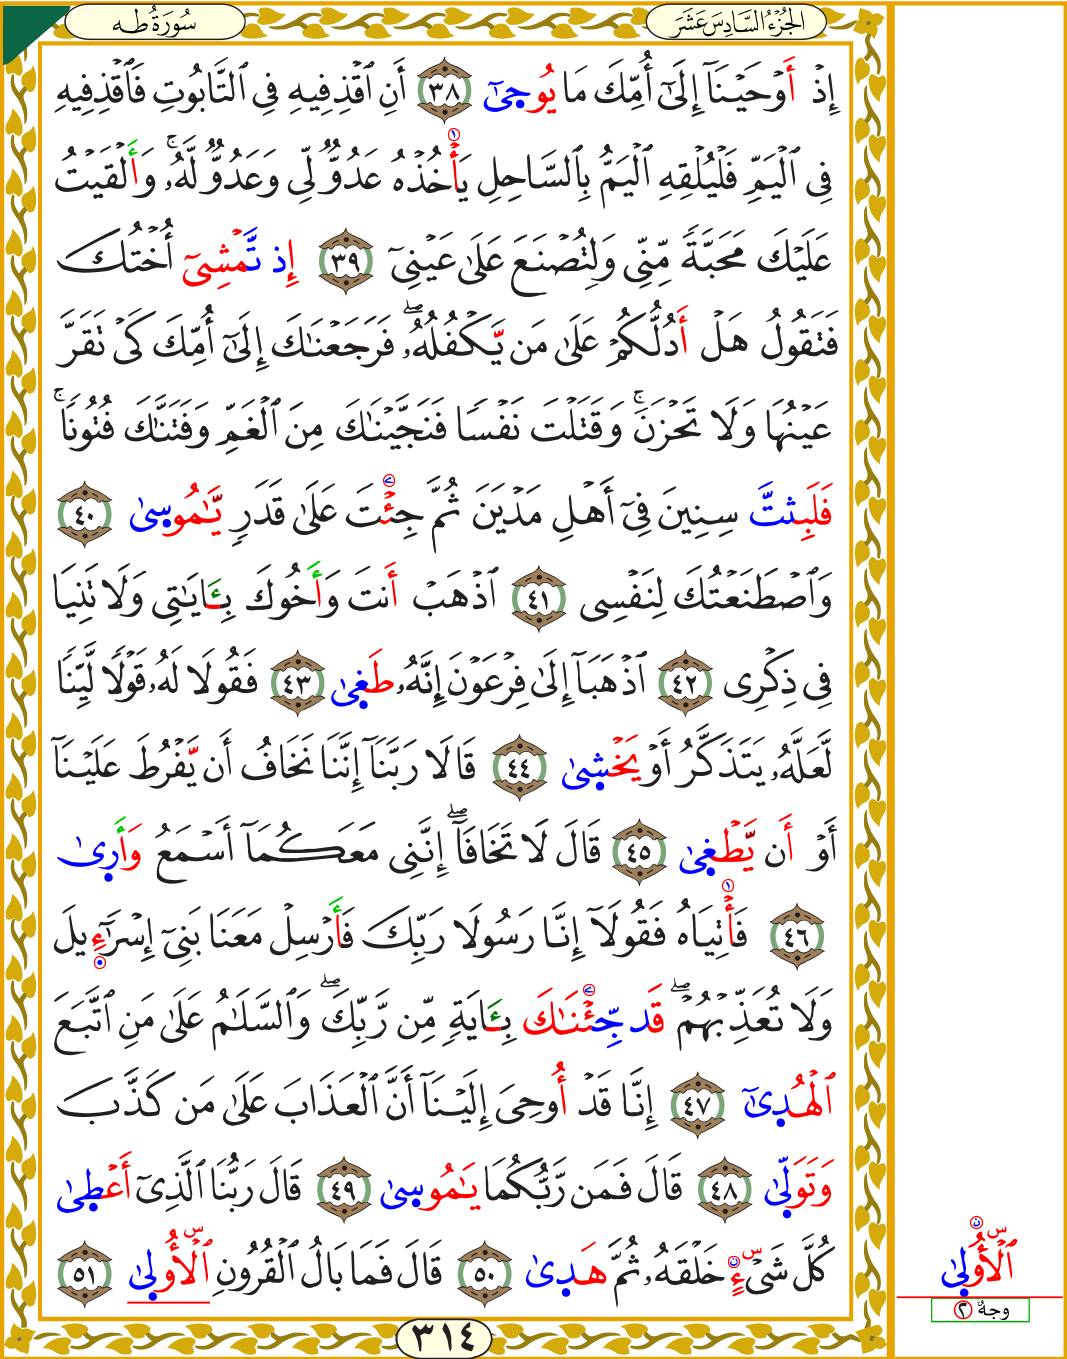 سُورَةُ طه
الجُزْءُ السَّادِسَ عَشَرَ
إِذْ أَوْحَيْنَآ إِلَىٰٓ أُمِّكَ مَا يُوحِىٰٓ ٣٨ أَنِ ٱقْذِفِيهِ فِى ٱلتَّابُوتِ فَٱقْذِفِيهِ
فِى ٱلْيَمِّ فَلْيُلْقِهِ ٱلْيَمُّ بِٱلسَّاحِلِ يَأْخُذْهُ عَدُوٌّ لِّى وَعَدُوٌّ لَّهُۥ ۚ وَأَلْقَيْتُ
عَلَيْكَ مَحَبَّةً مِّنِّى وَلِتُصْنَعَ عَلَىٰ عَيْنِىٓ ٣٩ إِذ تَّمْشِىٓ أُخْتُكَ
فَتَقُولُ هَلْ أَدُلُّكُمْ عَلَىٰ مَن يَّكْفُلُهُۥ ۖ فَرَجَعْنَـٰكَ إِلَىٰٓ أُمِّكَ كَىْ تَقَرَّ
عَيْنُهَا وَلَا تَحْزَنَ ۚ وَقَتَلْتَ نَفْسًا فَنَجَّيْنَـٰكَ مِنَ ٱلْغَمِّ وَفَتَنَّـٰكَ فُتُونًا ۚ
فَلَبِثتَّ سِنِينَ فِىٓ أَهْلِ مَدْيَنَ ثُمَّ جِئْتَ عَلَىٰ قَدَرٍ يَّـٰمُوسِىٰ ٤٠
وَٱصْطَنَعْتُكَ لِنَفْسِى ٤١ ٱذْهَبْ أَنتَ وَأَخُوكَ بِـَٔايَـٰتِى وَلَا تَنِيَا
فِى ذِكْرِى ٤٢ ٱذْهَبَآ إِلَىٰ فِرْعَوْنَ إِنَّهُۥ طَغِىٰ ٤٣ فَقُولَا لَهُۥ قَوْلًا لَّيِّنًا
لَّعَلَّهُۥ يَتَذَكَّرُ أَوْ يَخْشِىٰ ٤٤ قَالَا رَبَّنَآ إِنَّنَا نَخَافُ أَن يَّفْرُطَ عَلَيْنَآ
أَوْ أَن يَّطْغِىٰ ٤٥ قَالَ لَا تَخَافَآ ۖ إِنَّنِى مَعَكُمَآ أَسْمَعُ وَأَرِىٰ
٤٦ فَأْتِيَاهُ فَقُولَآ إِنَّا رَسُولَا رَبِّكَ فَأَرْسِلْ مَعَنَا بَنِىٓ إِسْرَٰٓءِيلَ
وَلَا تُعَذِّبْهُمْ ۖ قَد جِّئْنَـٰكَ بِـَٔايَةٍ مِّن رَّبِّكَ ۖ وَٱلسَّلَـٰمُ عَلَىٰ مَنِ ٱتَّبَعَ
ٱلْهُدِىٰٓ ٤٧ إِنَّا قَدْ أُوحِىَ إِلَيْنَآ أَنَّ ٱلْعَذَابَ عَلَىٰ مَن كَذَّبَ
وَتَوَلِّىٰ ٤٨ قَالَ فَمَن رَّبُّكُمَا يَـٰمُوسِىٰ ٤٩ قَالَ رَبُّنَا ٱلَّذِىٓ أَعْطِىٰ
كُلَّ شَىْءٍ خَلْقَهُۥ ثُمَّ هَدِىٰ ٥٠ قَالَ فَمَا بَالُ ٱلْقُرُونِ ٱلْأُولِىٰ ٥١
ٱلْأُولِىٰ
وجهٌ ٢
٣١٤